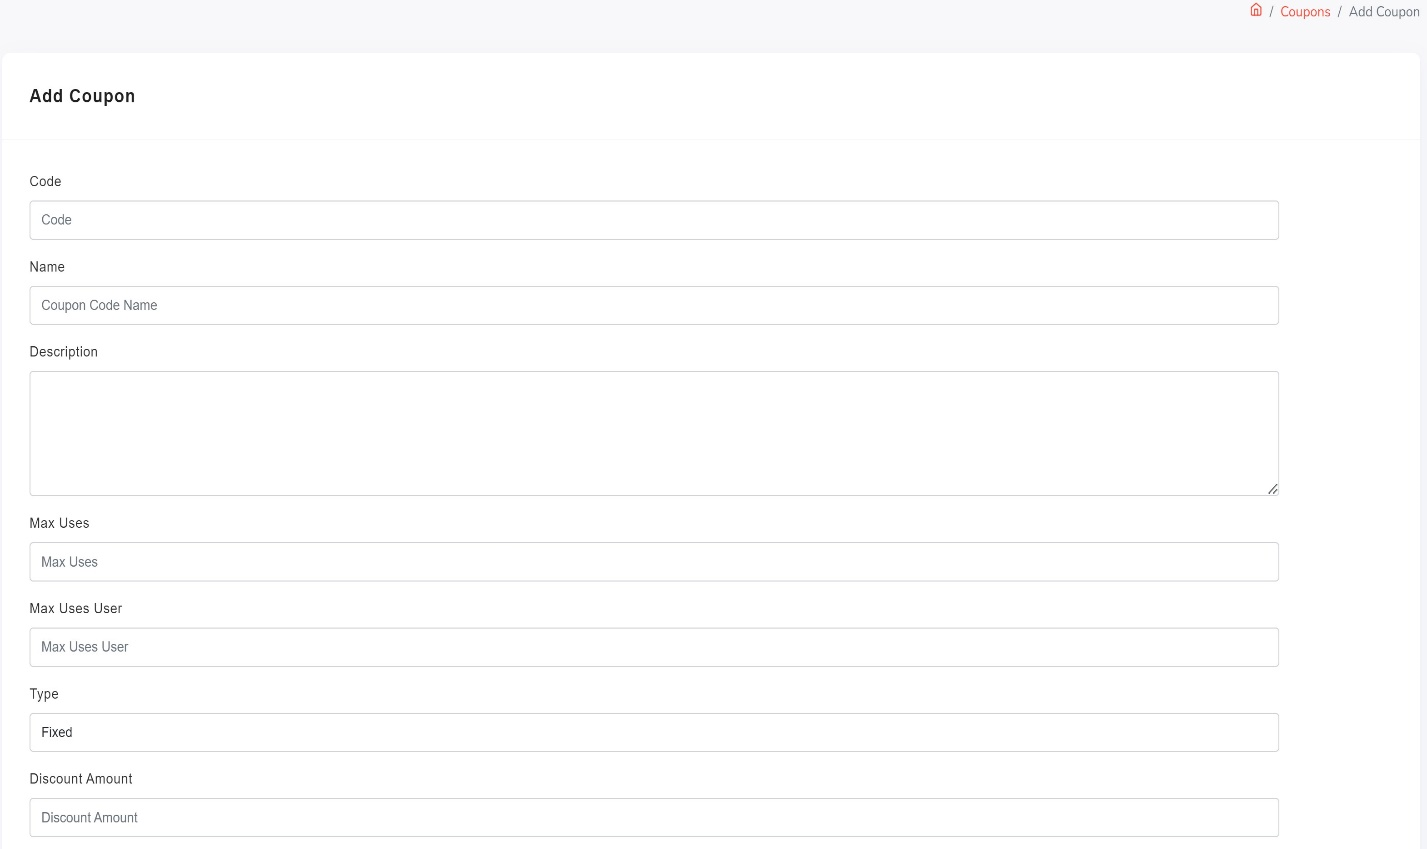 / Coupons / Add Coupon
Add Coupon
Code
Code
Name
Coupon Code Name
Description
Max Uses
Max Uses
Max Uses User
Max Uses User
Type
Fixed
Discount Amount
Discount Amount